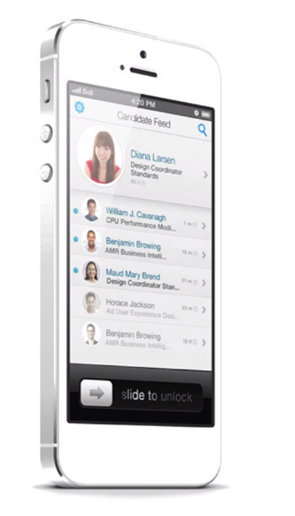 4:20 PM
Candidate Feed
Diana Larsen
Design Coordinator
Standards
William J. Cavanagh
CPU Performance Modi...
Benjamin Browing
AMR Business Intelli...
Maud Mary Brend
Design Coordinator Stan...
Horace Jackson
Ad User Experience Desi...
Benjamin Browing
AMR Business Intellig...
slide to unlock